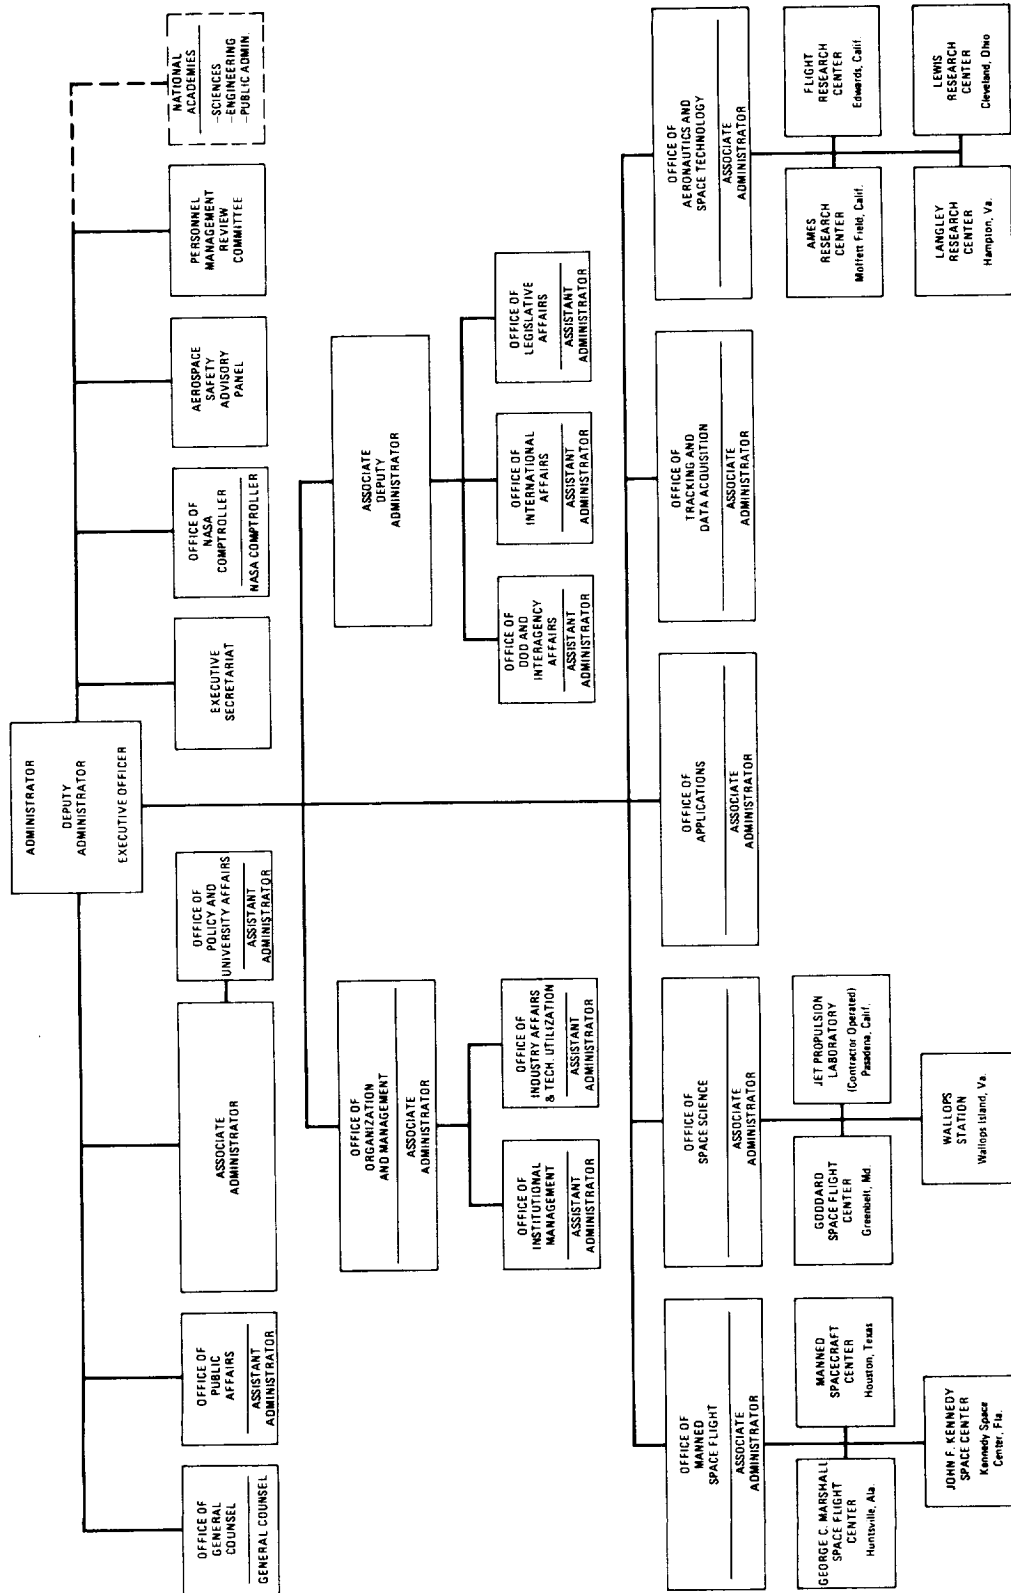 ADMINISTRATOR
DEPUTY
ADMINISTRATOR
EXECUTIVE OFFICER
OFFICE OF
GENERAL
COUNSEL
GENERAL COUNSEL
OFFICE OF
PUBLIC
AFFAIRS
ASSISTANT
ADMINISTRATOR
ASSOCIATE
ADMINISTRATOR
OFFICE OF
POLICY AND
UNIVERSITY AFFAIRS
ASSISTANT
ADMINISTRATOR
EXECUTIVE
SECRETARIAT
OFFICE OF
NASA
COMPTROLLER
NASA COMPTROLLER
AEROSPACE
SAFETY
ADVISORY
PANEL
PERSONNEL
MANAGEMENT
REVIEW
COMMITTEE
NATIONAL
ACADEMIES
-SCIENCES
-ENGINEERING
-PUBLIC ADMIN.
OFFICE OF
ORGANIZATION
AND MANAGEMENT
ASSOCIATE
ADMINISTRATOR
ASSOCIATE
DEPUTY
ADMINISTRATOR
OFFICE OF
INSTITUTIONAL
MANAGEMENT
ASSISTANT
ADMINISTRATOR
OFFICE OF
INDUSTRY AFFAIRS
& TECH. UTILIZATION
ASSISTANT
ADMINISTRATOR
OFFICE OF
DOD AND
INTERAGENCY
AFFAIRS
ASSISTANT
ADMINISTRATOR
OFFICE OF
INTERNATIONAL
AFFAIRS
ASSISTANT
ADMINISTRATOR
OFFICE OF
LEGISLATIVE
AFFAIRS
ASSISTANT
ADMINISTRATOR
OFFICE OF
MANNED
SPACE FLIGHT
ASSOCIATE
ADMINISTRATOR
OFFICE OF
SPACE SCIENCE
ASSOCIATE
ADMINISTRATOR
OFFICE OF
APPLICATIONS
ASSOCIATE
ADMINISTRATOR
OFFICE OF
TRACKING AND
DATA ACQUISITION
ASSOCIATE
ADMINISTRATOR
OFFICE OF
AERONAUTICS AND
SPACE TECHNOLOGY
ASSOCIATE
ADMINISTRATOR
GEORGE C. MARSHALL
SPACE FLIGHT
CENTER
Huntsville, Ala.
MANNED
SPACECRAFT
CENTER
Houston, Texas
GODDARD
SPACE FLIGHT
CENTER
Greenbelt, Md.
JET PROPULSION
LABORATORY
(Contractor Operated)
Pasadena, Calif.
AMES
RESEARCH
CENTER
Moffett Field, Calif.
FLIGHT
RESEARCH
CENTER
Edwards, Calif.
JOHN F. KENNEDY
SPACE CENTER
Kennedy Space
Center, Fla.
WALLOPS
STATION
Wallops Island, Va.
LANGLEY
RESEARCH
CENTER
Hampton, Va.
LEWIS
RESEARCH
CENTER
Cleveland, Ohio